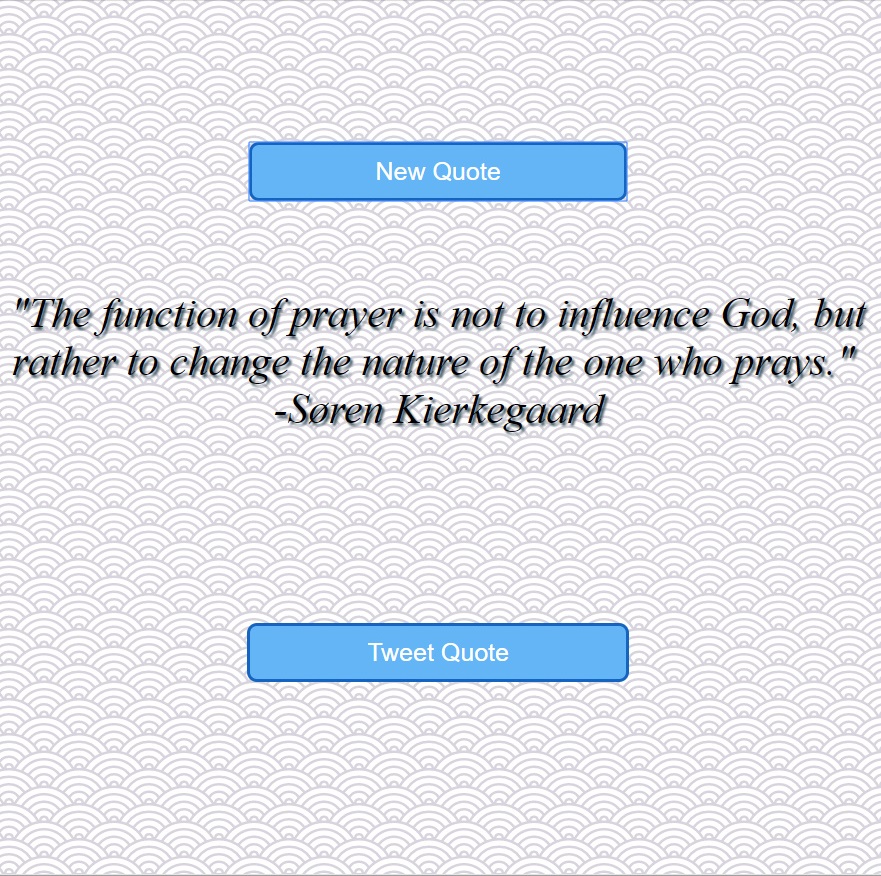 New Quote
"The function of prayer is not to influence God, but
rather to change the nature of the one who prays."
-Søren Kierkegaard
Tweet Quote